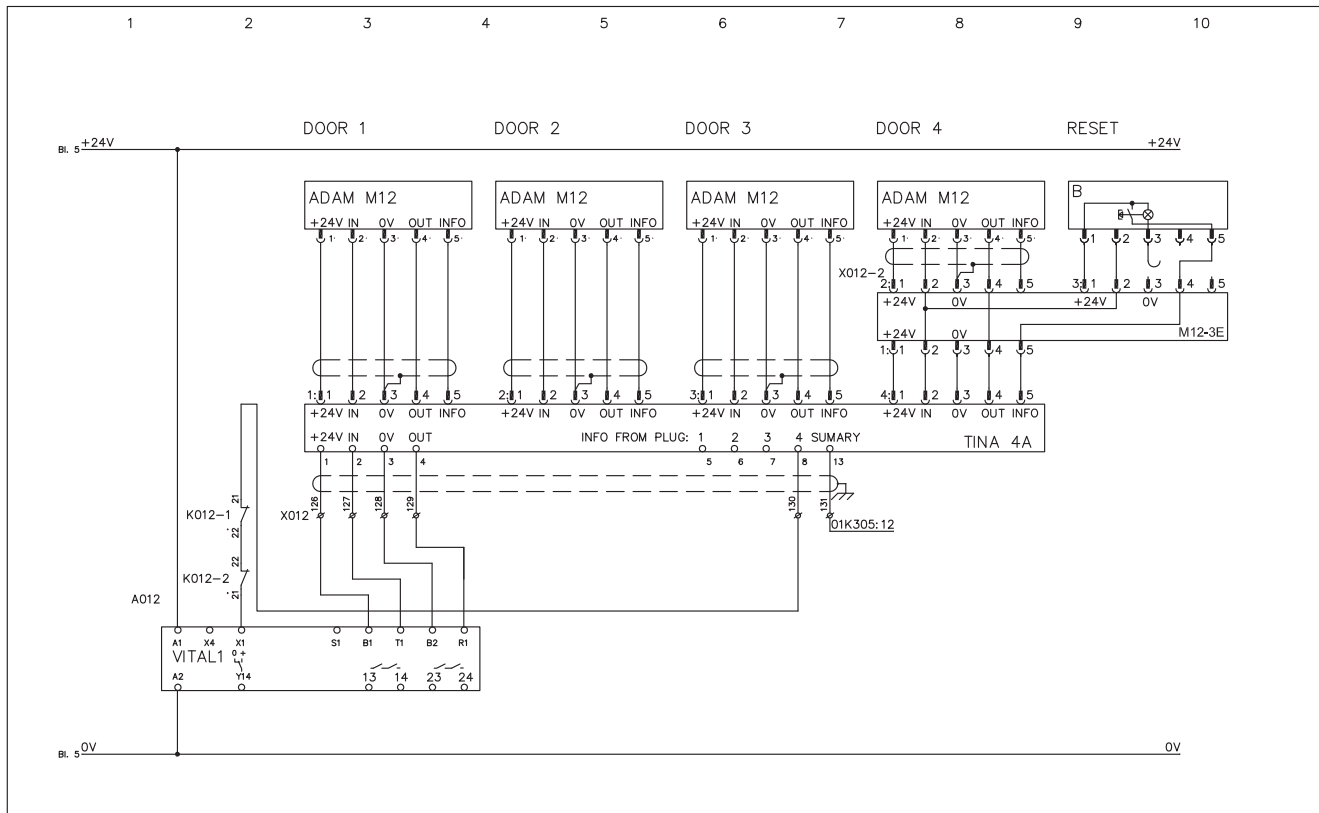 1 2 3 4 5 6 7 8 9 10
DOOR 1 DOOR 2 DOOR 3 DOOR 4 RESET
Bl. 5 +24V +24V
ADAM M12 ADAM M12 ADAM M12 ADAM M12 B
+24V IN 0V OUT INFO +24V IN 0V OUT INFO +24V IN 0V OUT INFO +24V IN 0V OUT INFO
1 2 3 4 5 1 2 3 4 5 1 2 3 4 5 1 2 3 4 5 1 2 3 4 5
X012-2
2: 1 2 3 4 5 3: 1 2 3 4 5
+24V 0V +24V 0V
+24V 0V M12-3E
1: 1 2 3 4 5
1: 1 2 3 4 5 2: 1 2 3 4 5 3: 1 2 3 4 5 4: 1 2 3 4 5
+24V IN 0V OUT INFO +24V IN 0V OUT INFO +24V IN 0V OUT INFO +24V IN 0V OUT INFO
+24V IN 0V OUT INFO FROM PLUG: 1 2 3 4 SUMARY TINA 4A
1 2 3 4 5 6 7 8 13
21
K012-1 X012 126 127 128 129 130 131
22 01K305:12
22
K012-2
21
A012
A1 X4 X1 S1 B1 T1 B2 R1
VITAL1 0 +
A2 Y14 13 14 23 24
Bl. 5 0V 0V